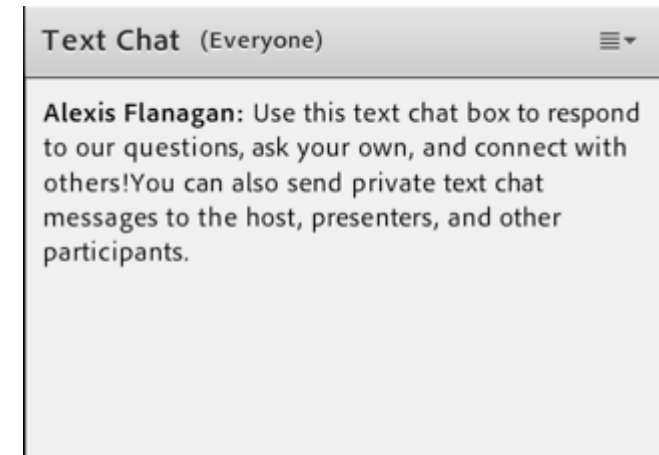 Text Chat (Everyone)
Alexis Flanagan: Use this text chat box to respond
to our questions, ask your own, and connect with
others!You can also send private text chat
messages to the host, presenters, and other
participants.